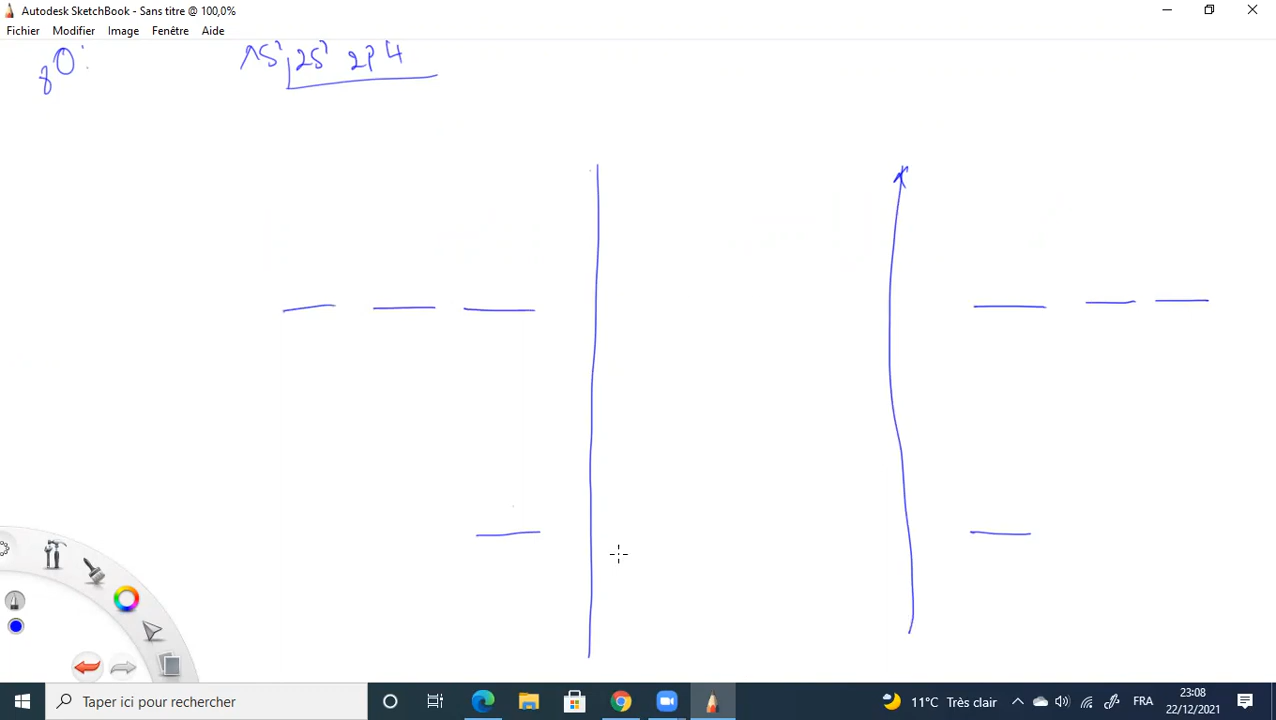 Autodesk SketchBook - Sans titre @ 100,0%
Fichier Modifier Image Fenêtre Aide
8O: 1S² 2S² 2P4
Taper ici pour rechercher
11°C Très clair
FRA
23:08
22/12/2021